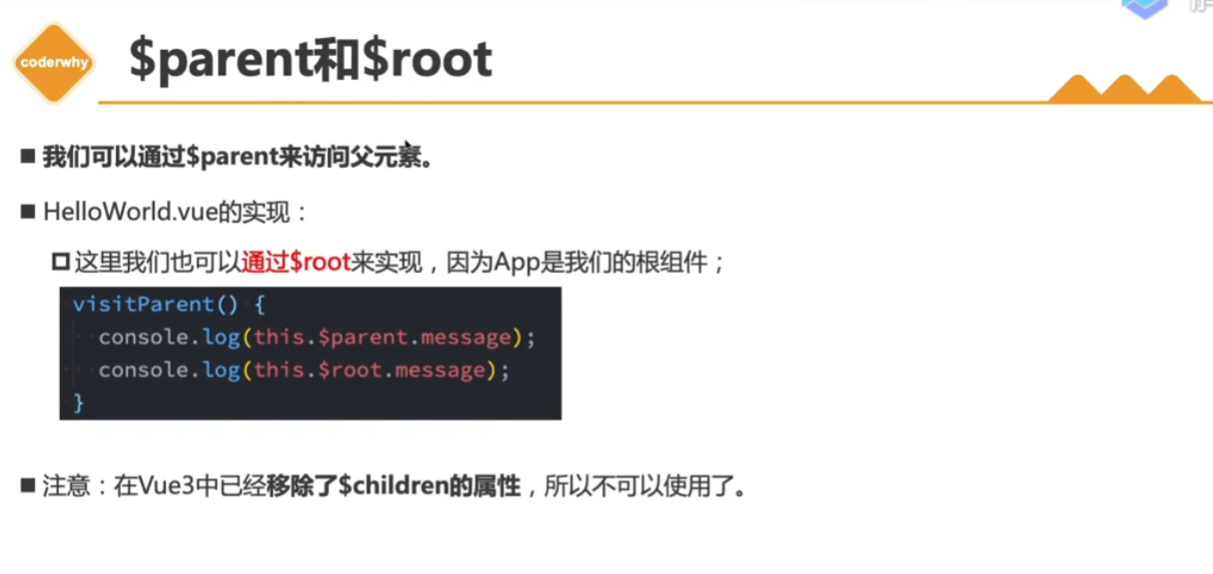 coderwhy
$parent和$root
■ 我们可以通过$parent来访问父元素。
■ HelloWorld.vue的实现：
这里我们也可以通过$root来实现，因为App是我们的根组件；
visitParent() {
console.log(this.$parent.message);
console.log(this.$root.message);
}
■ 注意：在Vue3中已经移除了$children的属性，所以不可以使用了。